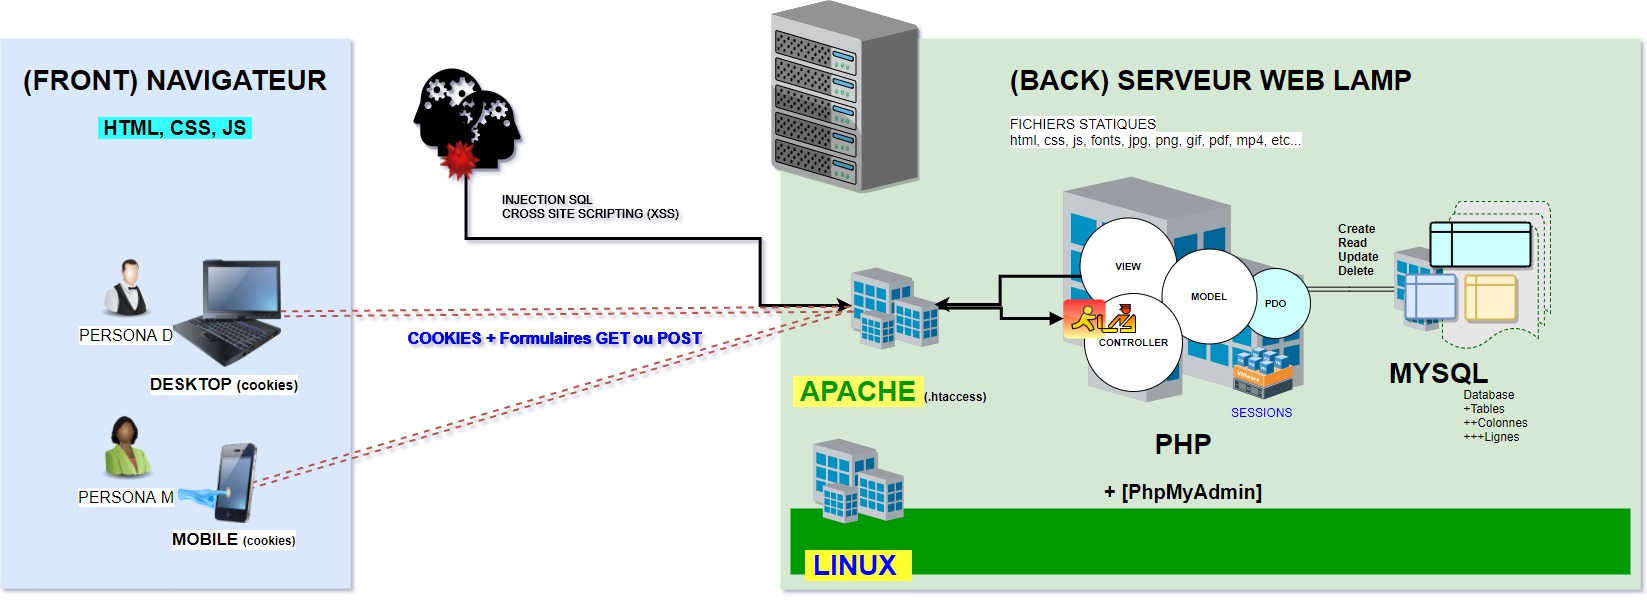 (FRONT) NAVIGATEUR
HTML, CSS, JS
PERSONA D
DESKTOP (cookies)
PERSONA M
MOBILE (cookies)
INJECTION SQL
CROSS SITE SCRIPTING (XSS)
COOKIES + Formulaires GET ou POST
(BACK) SERVEUR WEB LAMP
FICHIERS STATIQUES
html, css, js, fonts, jpg, png, gif, pdf, mp4, etc...
APACHE (.htaccess)
VIEW
MODEL
PDO
CONTROLLER
VMware
SESSIONS
PHP
+ [PhpMyAdmin]
Create
Read
Update
Delete
MYSQL
Database
+Tables
++Colonnes
+++Lignes
LINUX